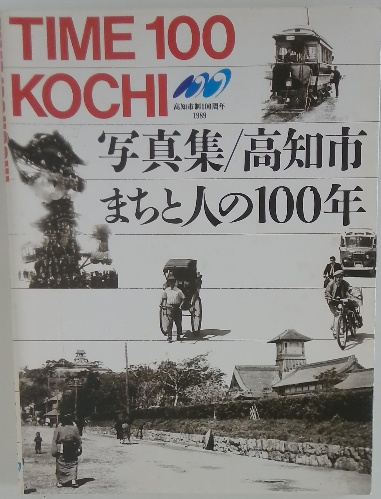 TIME 100
KOCHI
100
高知市制100周年
1989
写真集/高知市
まちと人の100年